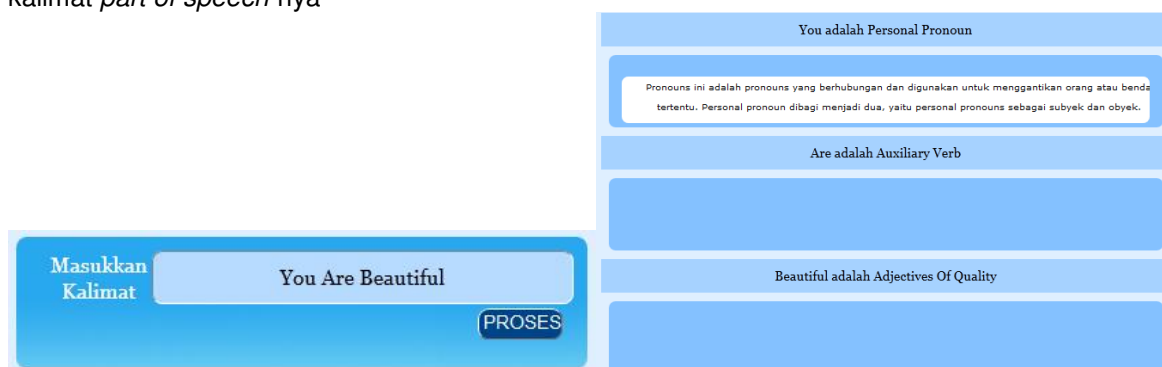 kalimat part of speech nya
Masukkan
Kalimat
You Are Beautiful
PROSES
You adalah Personal Pronoun
Pronouns ini adalah pronouns yang berhubungan dan digunakan untuk menggantikan orang atau benda
tertentu. Personal pronoun dibagi menjadi dua, yaitu personal pronouns sebagai subyek dan obyek.
Are adalah Auxiliary Verb
Beautiful adalah Adjectives Of Quality